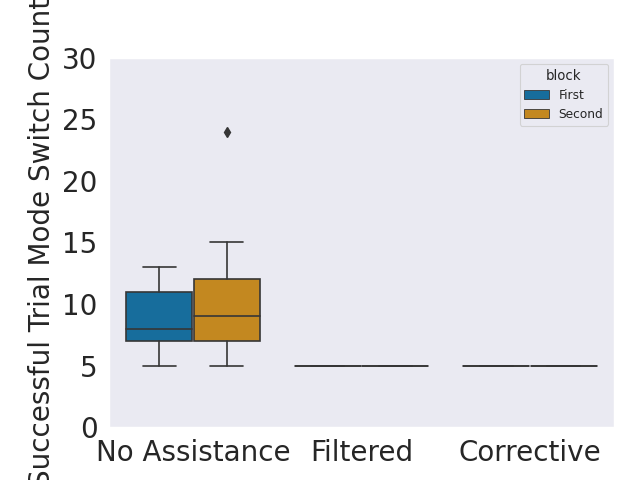 Successful Trial Mode Switch Count
30
25
20
15
10
5
0
block
First
Second
No Assistance
Filtered
Corrective